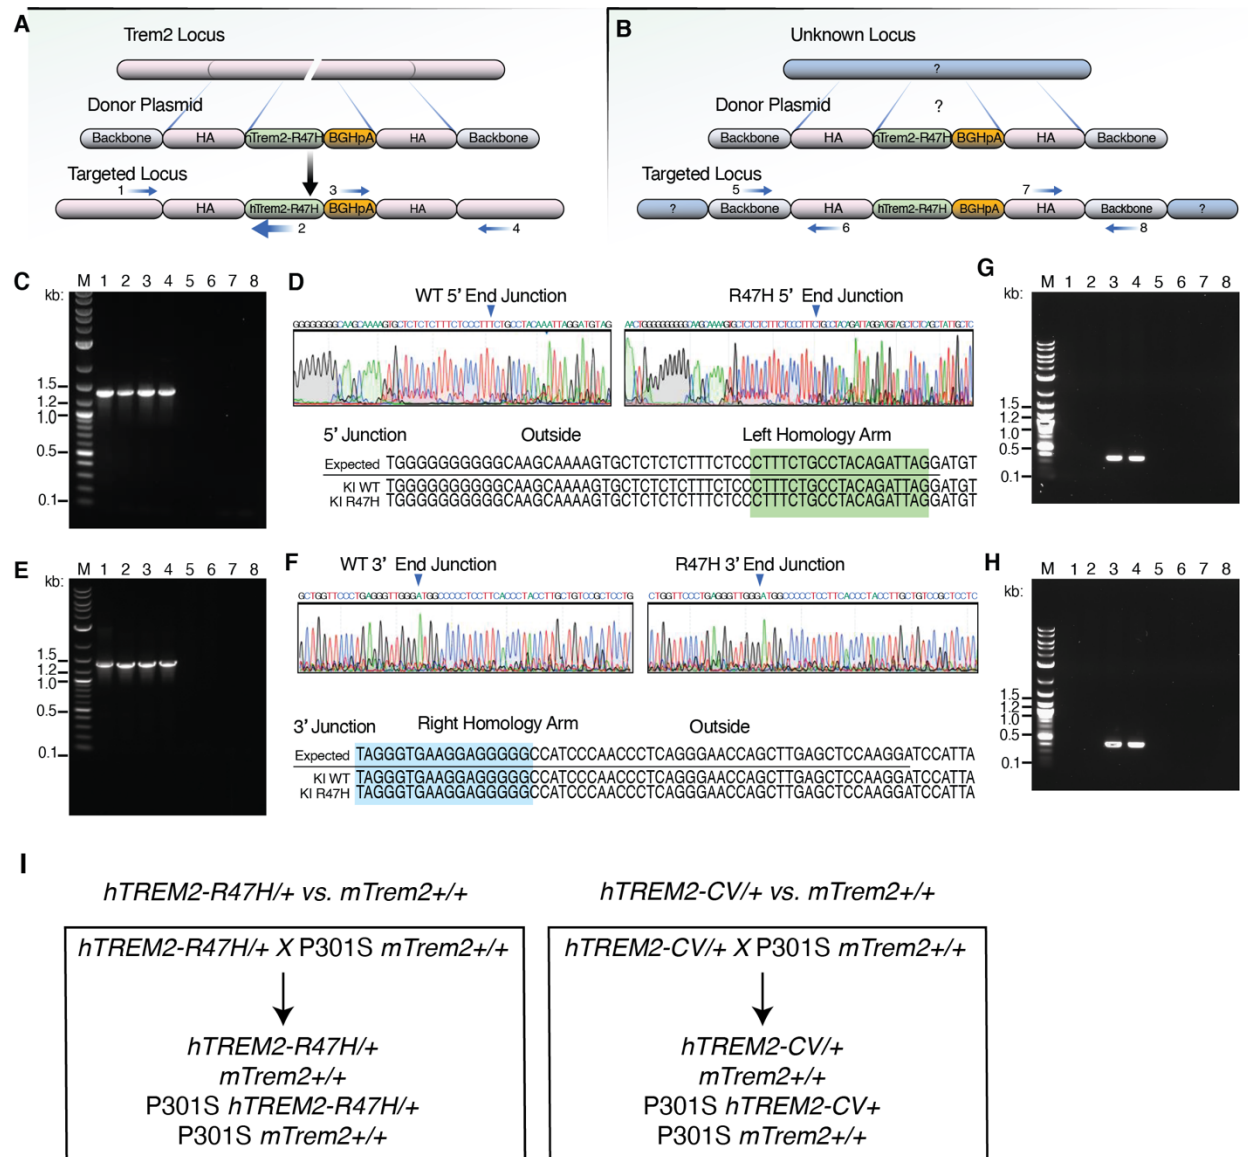 A
Trem2 Locus
Donor Plasmid
Backbone HA hTrem2-R47H BGHpA HA Backbone
Targeted Locus
1 3
HA hTrem2-R47H BGHpA HA
2 4
B
Unknown Locus
?
Donor Plasmid ?
Backbone HA hTrem2-R47H BGHpA HA Backbone
Targeted Locus
5 7
? Backbone HA hTrem2-R47H BGHpA HA Backbone ?
6 8
C
M 1 2 3 4 5 6 7 8
kb:
1.5
1.2
1.0
0.5
0.1
D
WT 5’ End Junction R47H 5’ End Junction
5’ Junction Outside Left Homology Arm
Expected TGGGGGGGGGGCAAGCAAAAGTGCTCTCTCTTTCTCCCTTTCTGCCTACAGATTAGGATGT
KI WT TGGGGGGGGGGCAAGCAAAAGTGCTCTCTCTTTCTCCCTTTCTGCCTACAGATTAGGATGT
KI R47H TGGGGGGGGGGCAAGCAAAAGTGCTCTCTCTTTCTCCCTTTCTGCCTACAGATTAGGATGT
G
M 1 2 3 4 5 6 7 8
kb:
1.5
1.2
1.0
0.5
0.1
E
M 1 2 3 4 5 6 7 8
kb:
1.5
1.2
1.0
0.5
0.1
F
WT 3’ End Junction R47H 3’ End Junction
GCTGGTTCCCTGAGGGTTGGGATGGCCCCCTCCTTCACCCTACCTTGCTGTCCGCTCCTG
CTGGTTCCCTGAGGGTTGGGATGGCCCCCTCCTTCACCCTACCTTGCTGTCCGCTCCTC
3’ Junction Right Homology Arm Outside
Expected TAGGGTGAAGGAGGGGGCCATCCCAACCCTCAGGGAACCAGCTTGAGCTCCAAGGATCCATTA
KI WT TAGGGTGAAGGAGGGGGCCATCCCAACCCTCAGGGAACCAGCTTGAGCTCCAAGGATCCATTA
KI R47H TAGGGTGAAGGAGGGGGCCATCCCAACCCTCAGGGAACCAGCTTGAGCTCCAAGGATCCATTA
H
M 1 2 3 4 5 6 7 8
kb:
1.5
1.2
1.0
0.5
0.1
I
hTREM2-R47H/+ vs. mTrem2+/+
hTREM2-R47H/+ X P301S mTrem2+/+
hTREM2-R47H/+
mTrem2+/+
P301S hTREM2-R47H/+
P301S mTrem2+/+
hTREM2-CV/+ vs. mTrem2+/+
hTREM2-CV/+ X P301S mTrem2+/+
hTREM2-CV/+
mTrem2+/+
P301S hTREM2-CV+
P301S mTrem2+/+